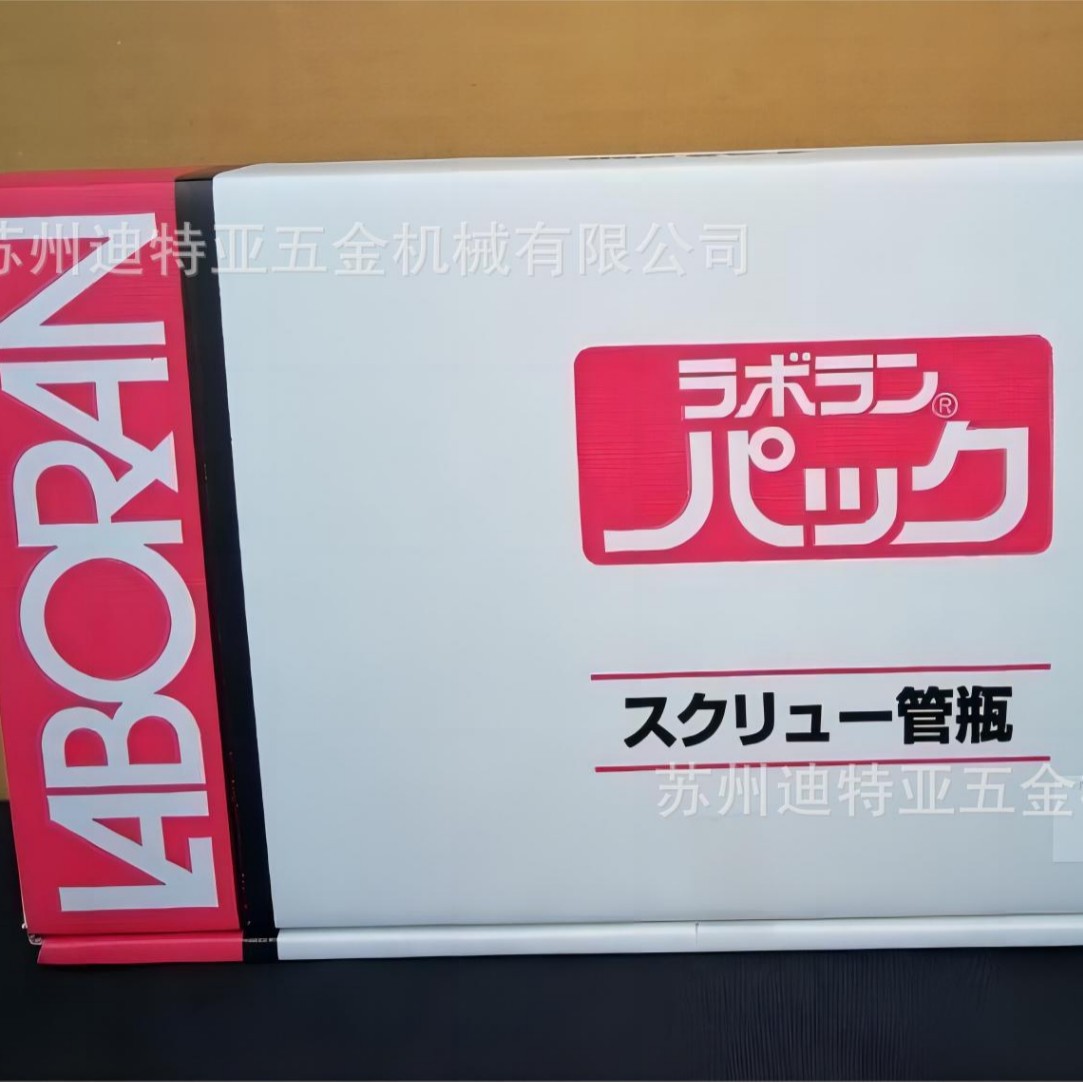 LABORAN
苏州迪特亚五金机械有限公司
ラボラン®
パック
スクリュー管瓶
苏州迪特亚五金